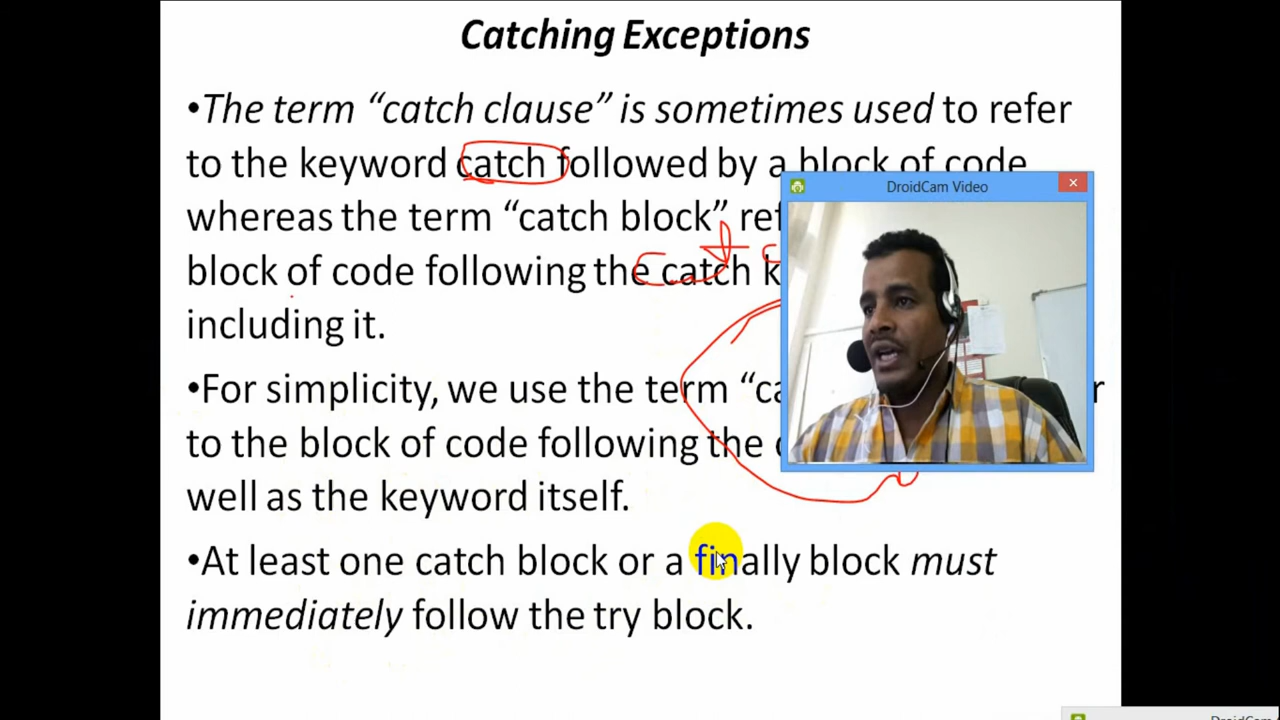 Catching Exceptions
•The term “catch clause” is sometimes used to refer
to the keyword catch followed by a block of code
DroidCam Video
whereas the term “catch block”
block of code following the catch
including it.
•For simplicity, we use the term
to the block of code following the
well as the keyword itself.
•At least one catch block or a finally block must
immediately follow the try block.